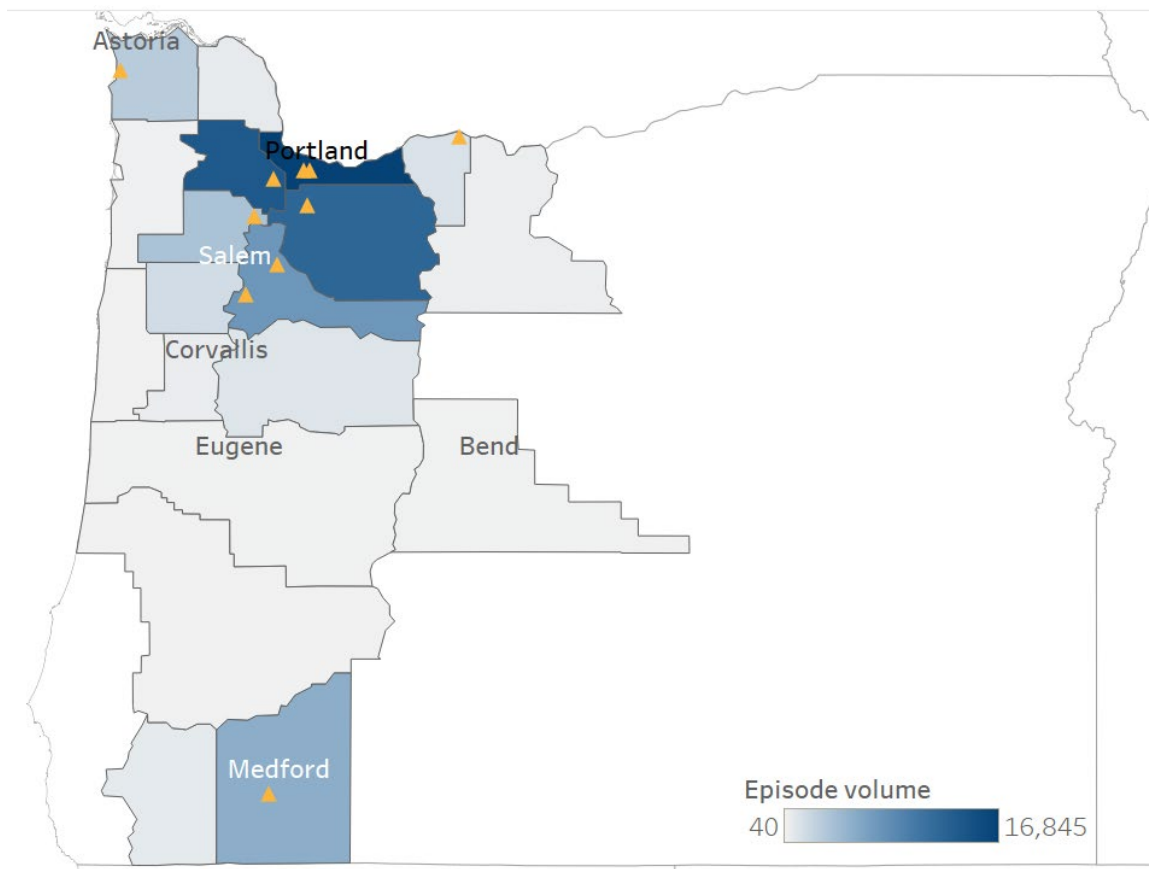 Astoria
Portland
Salem
Corvallis
Eugene
Bend
Medford
Episode volume
40
16,845